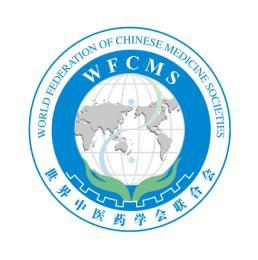 WORLD FEDERATION OF CHINESE MEDICINE SOCIETIES
WFCMS
世界中医药学会联合会